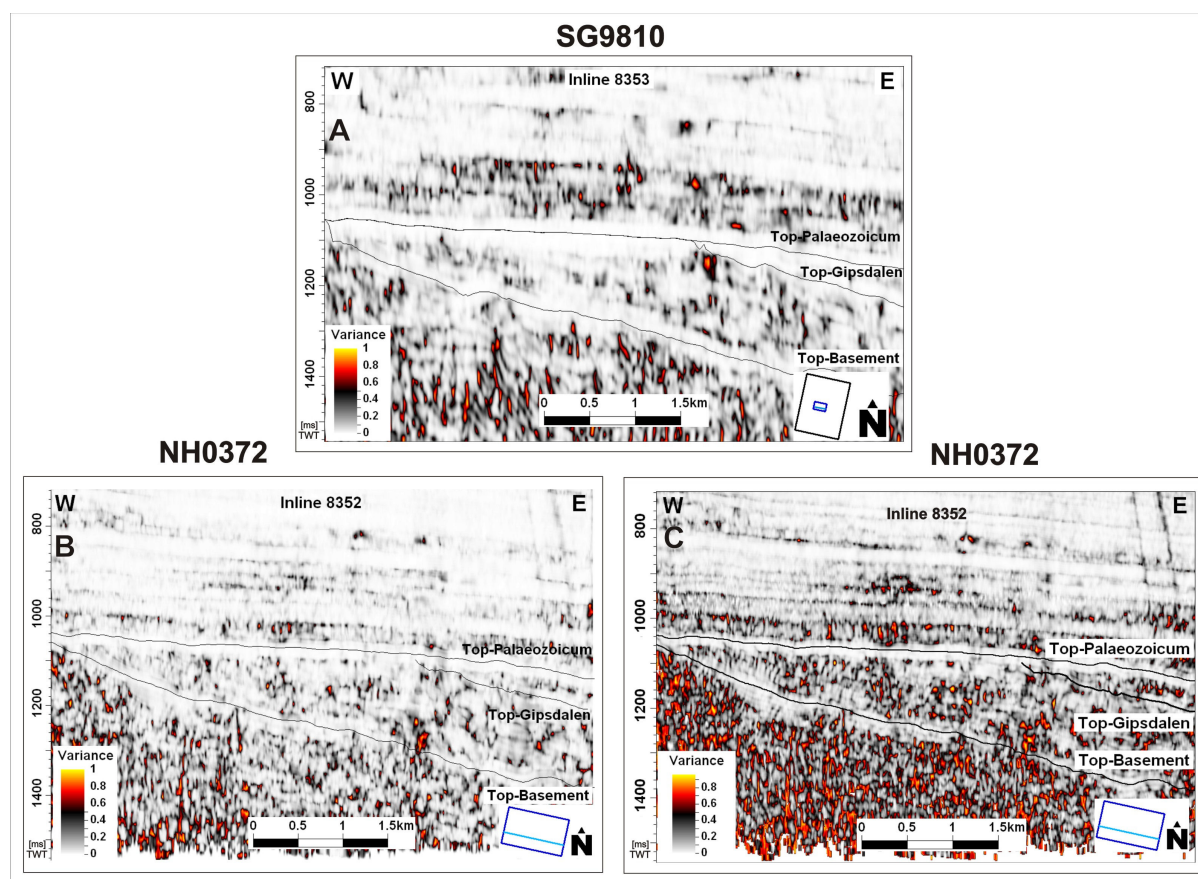 SG9810
W
Inline 8353
E
A
800
1000
1200
1400
[ms]
TWT
Top-Palaeozoicum
Top-Gipsdalen
Top-Basement
Variance
1
0.8
0.6
0.4
0.2
0
0 0.5 1 1.5km
N
NH0372
W
Inline 8352
E
B
800
1000
1200
1400
[ms]
TWT
Top-Palaeozoicum
Top-Gipsdalen
Top-Basement
Variance
1
0.8
0.6
0.4
0.2
0
0 0.5 1 1.5km
N
NH0372
W
Inline 8352
E
C
800
1000
1200
1400
[ms]
TWT
Top-Palaeozoicum
Top-Gipsdalen
Top-Basement
Variance
1
0.8
0.6
0.4
0.2
0
0 0.5 1 1.5km
N